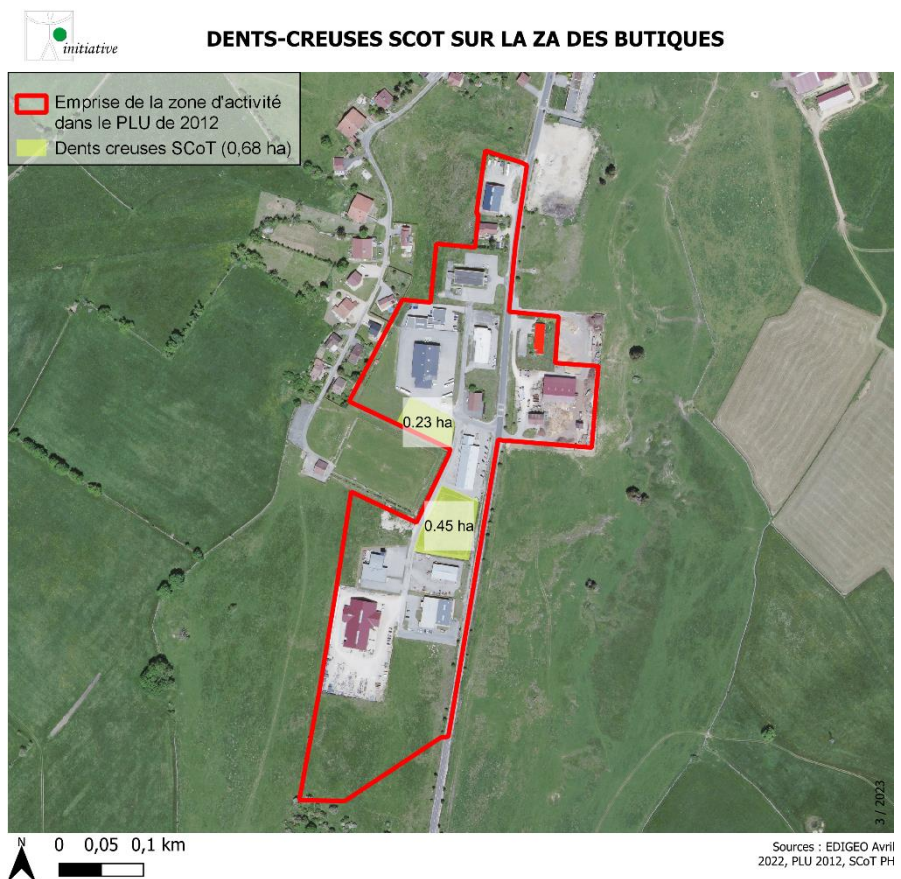 initiative
DENTS-CREUSES SCOT SUR LA ZA DES BUTIQUES
Emprise de la zone d'activité
dans le PLU de 2012
Dents creuses SCoT (0,68 ha)
0.23 ha
0.45 ha
3 / 2023
N
0 0,05 0,1 km
Sources : EDIGEO Avril
2022, PLU 2012, SCoT PH